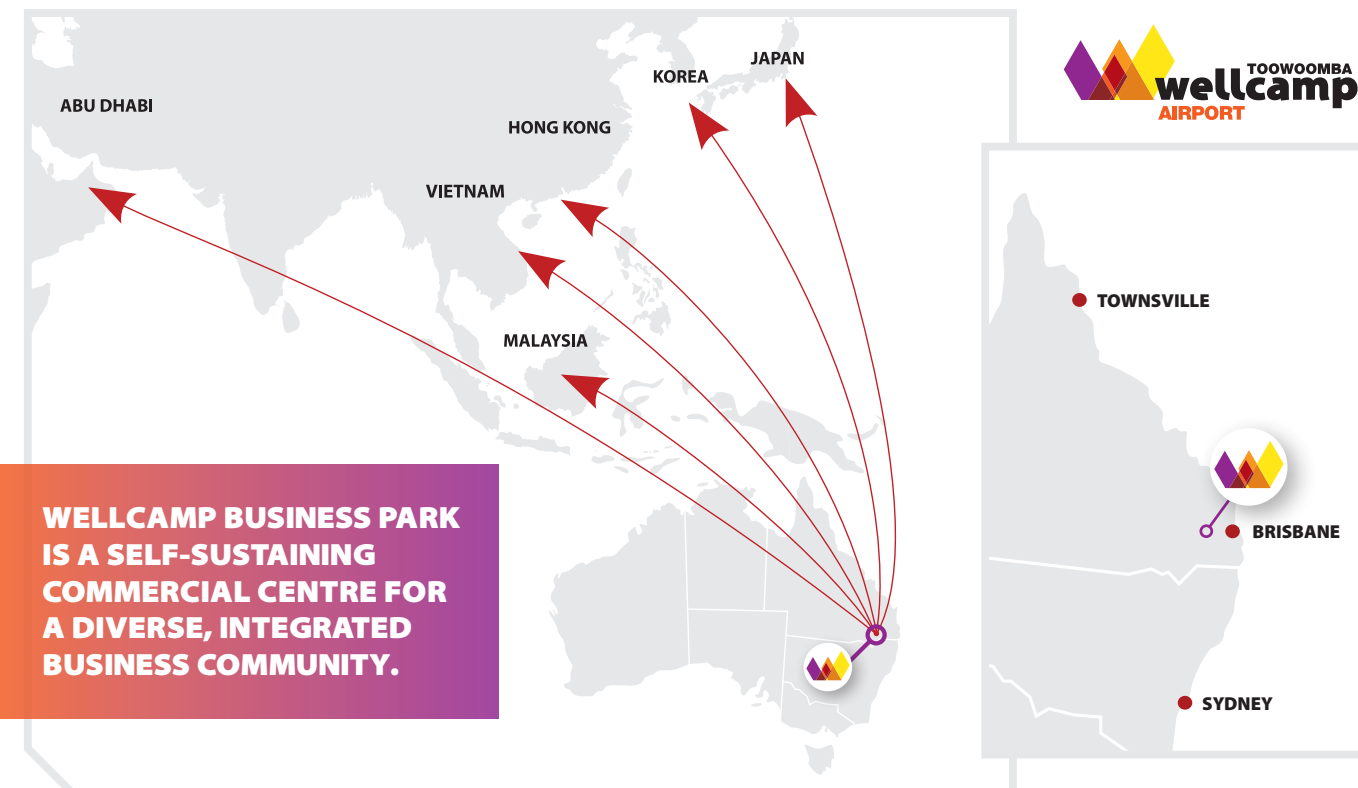 JAPAN
KOREA
ABU DHABI
HONG KONG
VIETNAM
MALAYSIA
WELLCAMP BUSINESS PARK
IS A SELF-SUSTAINING
COMMERCIAL CENTRE FOR
A DIVERSE, INTEGRATED
BUSINESS COMMUNITY.
TOOWOOMBA
wellcamp
AIRPORT
TOWNSVILLE
BRISBANE
SYDNEY